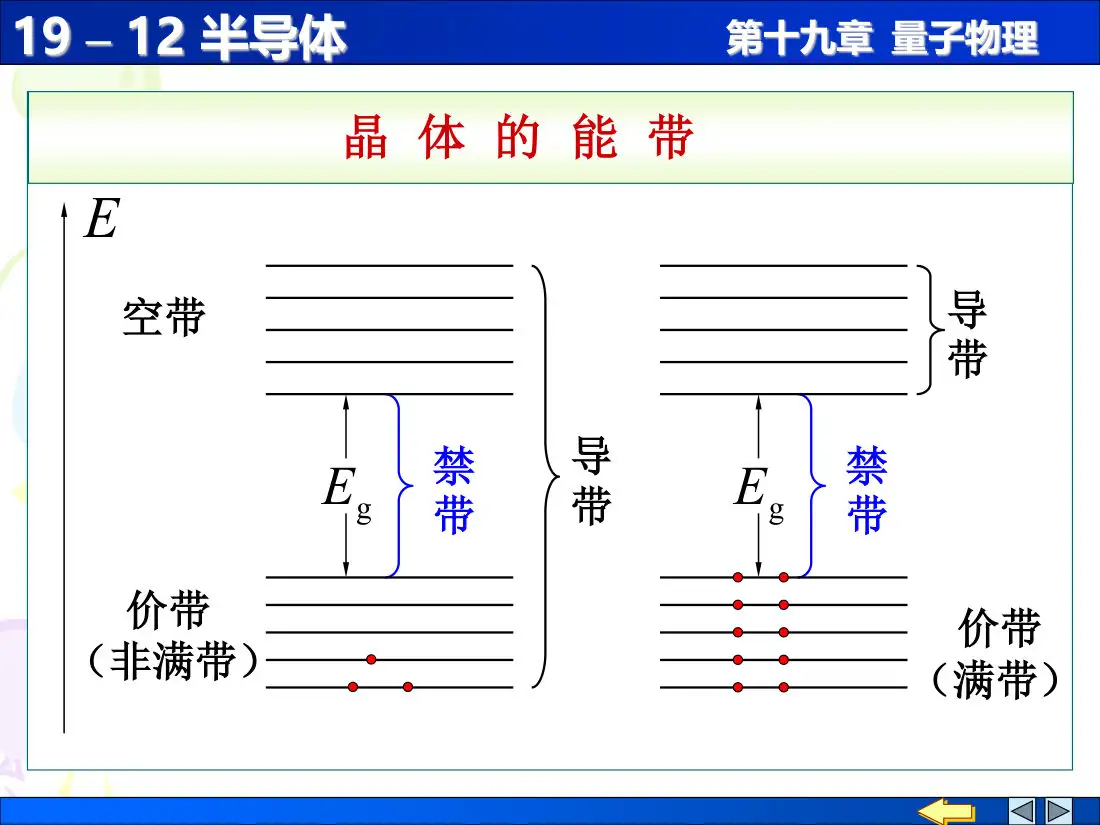 19 – 12 半导体
第十九章 量子物理
晶 体 的 能 带
E
空带
导
带
E g
禁
带
导
带
E g
禁
带
价带
（非满带）
价带
（满带）